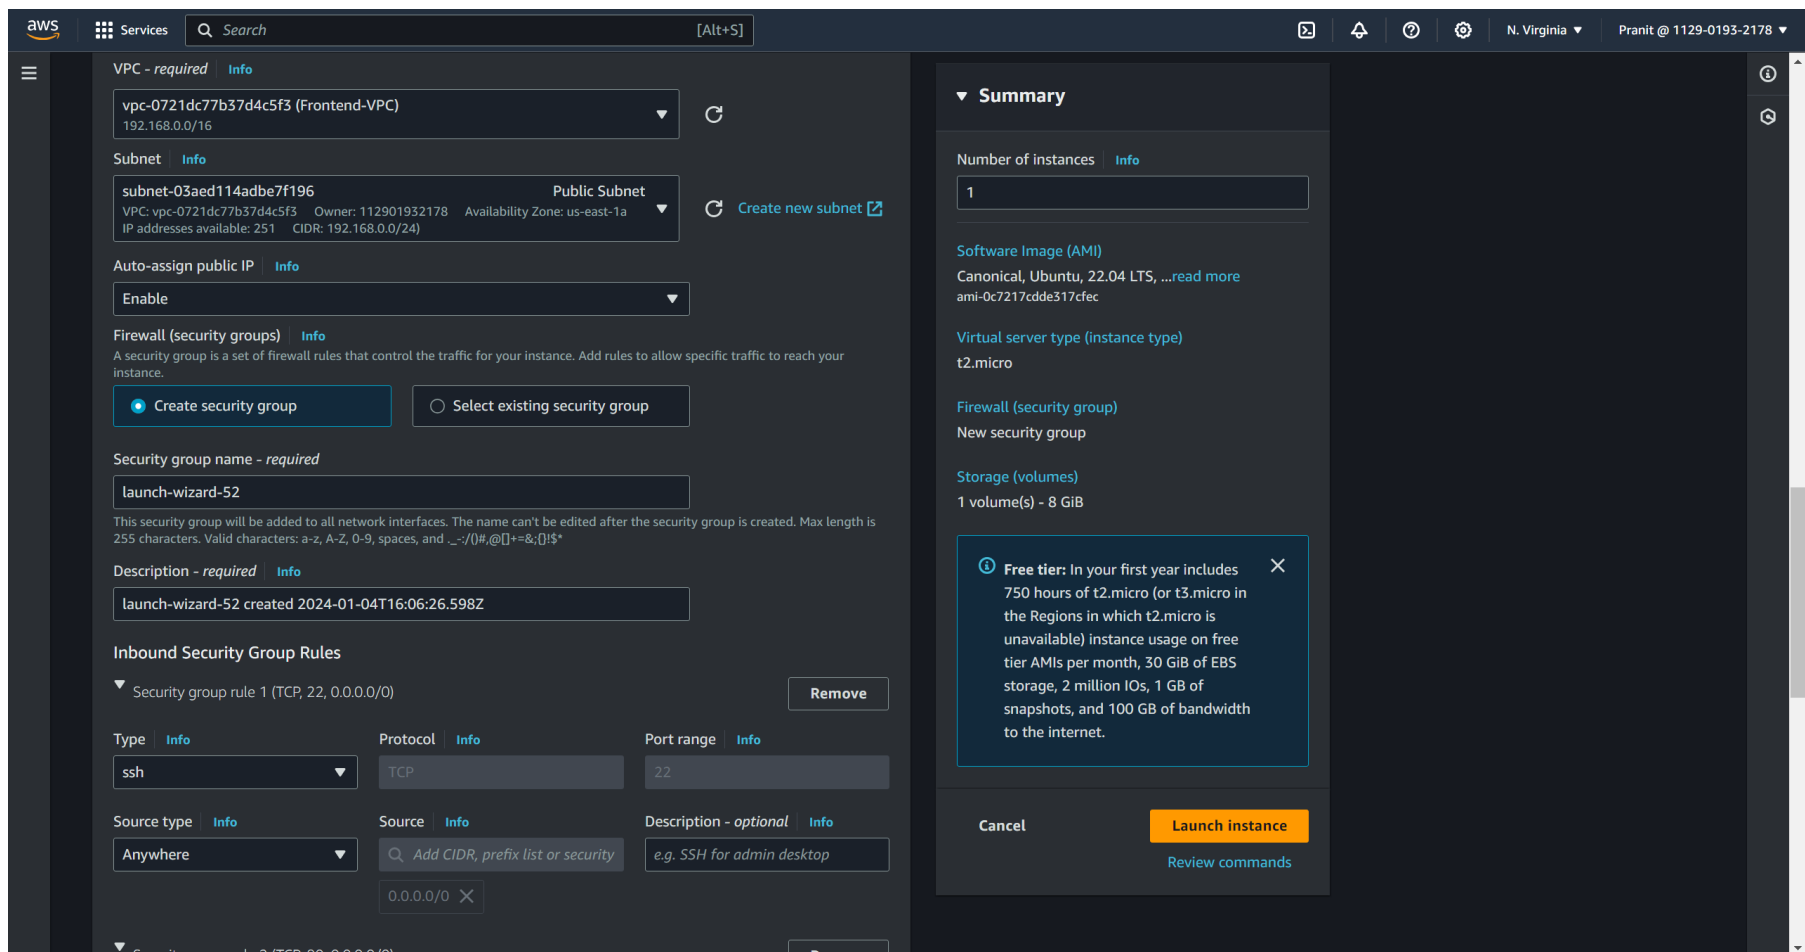 aws
Services
Search
[Alt+S]
N. Virginia
Pranit @ 1129-0193-2178
VPC - required
Info
vpc-0721dc77b37d4c5f3 (Frontend-VPC)
192.168.0.0/16
Subnet
Info
subnet-03aed114adbe7f196
Public Subnet
VPC: vpc-0721dc77b37d4c5f3 Owner: 112901932178 Availability Zone: us-east-1a
IP addresses available: 251 CIDR: 192.168.0.0/24)
Create new subnet
Auto-assign public IP
Info
Enable
Firewall (security groups)
Info
A security group is a set of firewall rules that control the traffic for your instance. Add rules to allow specific traffic to reach your
instance.
Create security group
Select existing security group
Security group name - required
launch-wizard-52
This security group will be added to all network interfaces. The name can't be edited after the security group is created. Max length is
255 characters. Valid characters: a-z, A-Z, 0-9, spaces, and ._-:/()#,@[]+=&;{}!$*
Description - required
Info
launch-wizard-52 created 2024-01-04T16:06:26.598Z
Inbound Security Group Rules
Security group rule 1 (TCP, 22, 0.0.0.0/0)
Remove
Type
Info
Protocol
Info
Port range
Info
ssh
TCP
22
Source type
Info
Source
Info
Description - optional
Info
Anywhere
Add CIDR, prefix list or security
e.g. SSH for admin desktop
0.0.0.0/0
Summary
Number of instances
Info
1
Software Image (AMI)
Canonical, Ubuntu, 22.04 LTS, ...read more
ami-0c7217cdde317cfec
Virtual server type (instance type)
t2.micro
Firewall (security group)
New security group
Storage (volumes)
1 volume(s) - 8 GiB
Free tier: In your first year includes
750 hours of t2.micro (or t3.micro in
the Regions in which t2.micro is
unavailable) instance usage on free
tier AMIs per month, 30 GiB of EBS
storage, 2 million IOs, 1 GB of
snapshots, and 100 GB of bandwidth
to the internet.
Cancel
Launch instance
Review commands